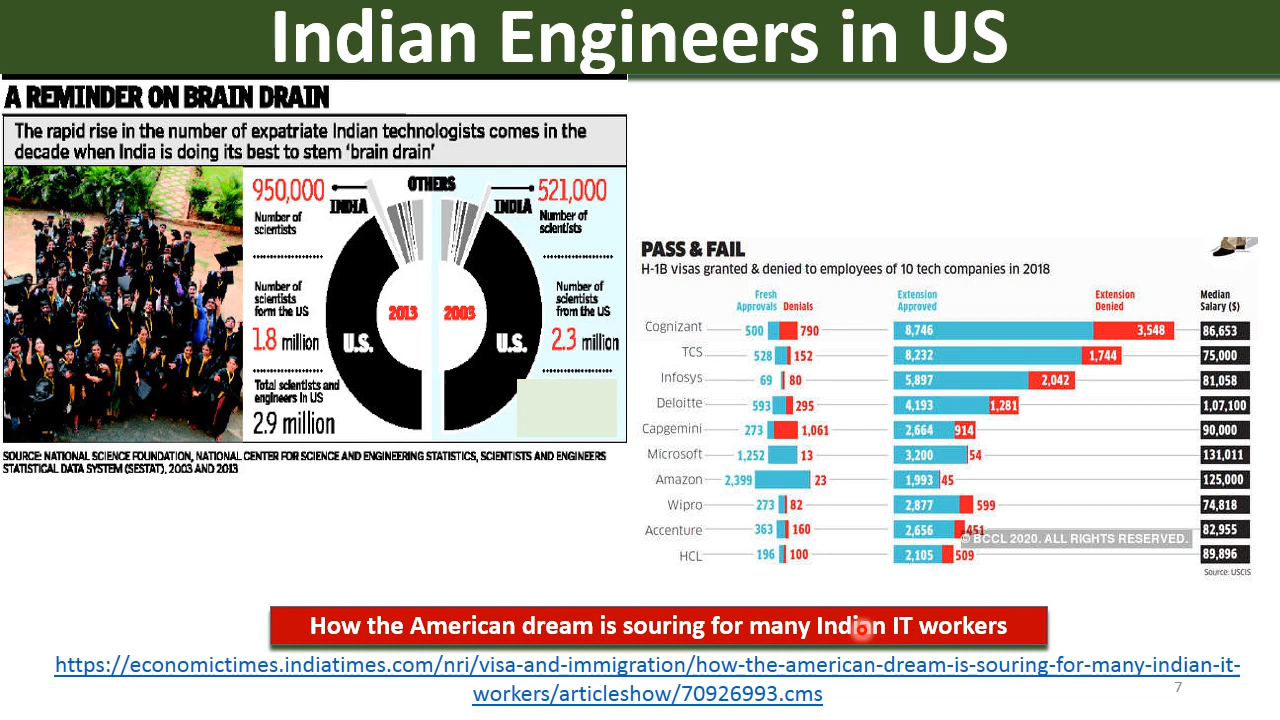 Indian Engineers in US
A REMINDER ON BRAIN DRAIN
The rapid rise in the number of expatriate Indian technologists comes in the
decade when India is doing its best to stem ‘brain drain’
950,000
Number of
scientists
Number of
scientists
form the US
1.8 million
Total scientists and
engineers in US
2.9 million
OTHERS
INDIA
INDIA
2013
2003
U.S.
U.S.
521,000
Number of
scientists
Number of
scientists
from the US
2.3 million
SOURCE: NATIONAL SCIENCE FOUNDATION, NATIONAL CENTER FOR SCIENCE AND ENGINEERING STATISTICS, SCIENTISTS AND ENGINEERS
STATISTICAL DATA SYSTEM (SESTAT), 2003 AND 2013
PASS & FAIL
H-1B visas granted & denied to employees of 10 tech companies in 2018
Fresh Approvals Denials Extension Approved Extension Denied Median Salary ($)
Cognizant 500 790 8,746 3,548 86,653
TCS 528 152 8,232 1,744 75,000
Infosys 69 80 5,897 2,042 81,058
Deloitte 593 295 4,193 1,281 1,07,100
Capgemini 273 1,061 2,664 914 90,000
Microsoft 1,252 13 3,200 54 131,011
Amazon 2,399 23 1,993 45 125,000
Wipro 273 82 2,877 599 74,818
Accenture 363 160 2,656 451 82,955
© BCCL 2020. ALL RIGHTS RESERVED.
HCL 196 100 2,105 509 89,896
Source: USCIS
How the American dream is souring for many Indian IT workers
https://economictimes.indiatimes.com/nri/visa-and-immigration/how-the-american-dream-is-souring-for-many-indian-it-
workers/articleshow/70926993.cms
7